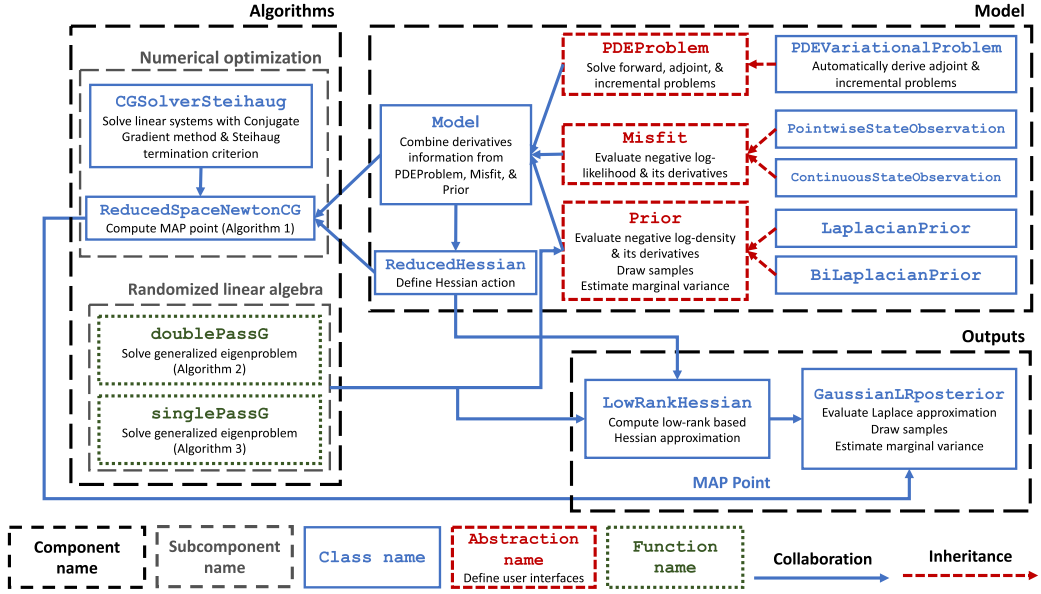 Algorithms
Numerical optimization
CGSolverSteihaug
Solve linear systems with Conjugate
Gradient method & Steihaug
termination criterion
ReducedSpaceNewtonCG
Compute MAP point (Algorithm 1)
Randomized linear algebra
doublePassG
Solve generalized eigenproblem
(Algorithm 2)
singlePassG
Solve generalized eigenproblem
(Algorithm 3)
Model
Model
Combine derivatives
information from
PDEProblem, Misfit, &
Prior
ReducedHessian
Define Hessian action
PDEProblem
Solve forward, adjoint, &
incremental problems
Misfit
Evaluate negative log-
likelihood & its derivatives
Prior
Evaluate negative log-density
& its derivatives
Draw samples
Estimate marginal variance
PDEVariationalProblem
Automatically derive adjoint &
incremental problems
PointwiseStateObservation
ContinuousStateObservation
LaplacianPrior
BiLaplacianPrior
Outputs
LowRankHessian
Compute low-rank based
Hessian approximation
GaussianLRposterior
Evaluate Laplace approximation
Draw samples
Estimate marginal variance
MAP Point
Component
name
Subcomponent
name
Class name
Abstraction
name
Define user interfaces
Function
name
Collaboration
Inheritance